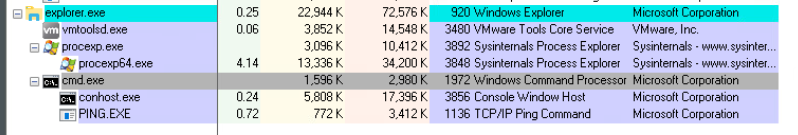 explorer.exe 0.25 22,944 K 72,576 K 920 Windows Explorer Microsoft Corporation
vmtoolsd.exe 0.06 3,852 K 14,548 K 3480 VMware Tools Core Service VMware, Inc.
procexp.exe 3,096 K 10,412 K 3892 Sysinternals Process Explorer Sysinternals - www.sysinter...
procexp64.exe 4.14 13,336 K 34,200 K 3848 Sysinternals Process Explorer Sysinternals - www.sysinter...
cmd.exe 1,596 K 2,980 K 1972 Windows Command Processor Microsoft Corporation
conhost.exe 0.24 5,808 K 17,396 K 3856 Console Window Host Microsoft Corporation
PING.EXE 0.72 772 K 3,412 K 1136 TCP/IP Ping Command Microsoft Corporation